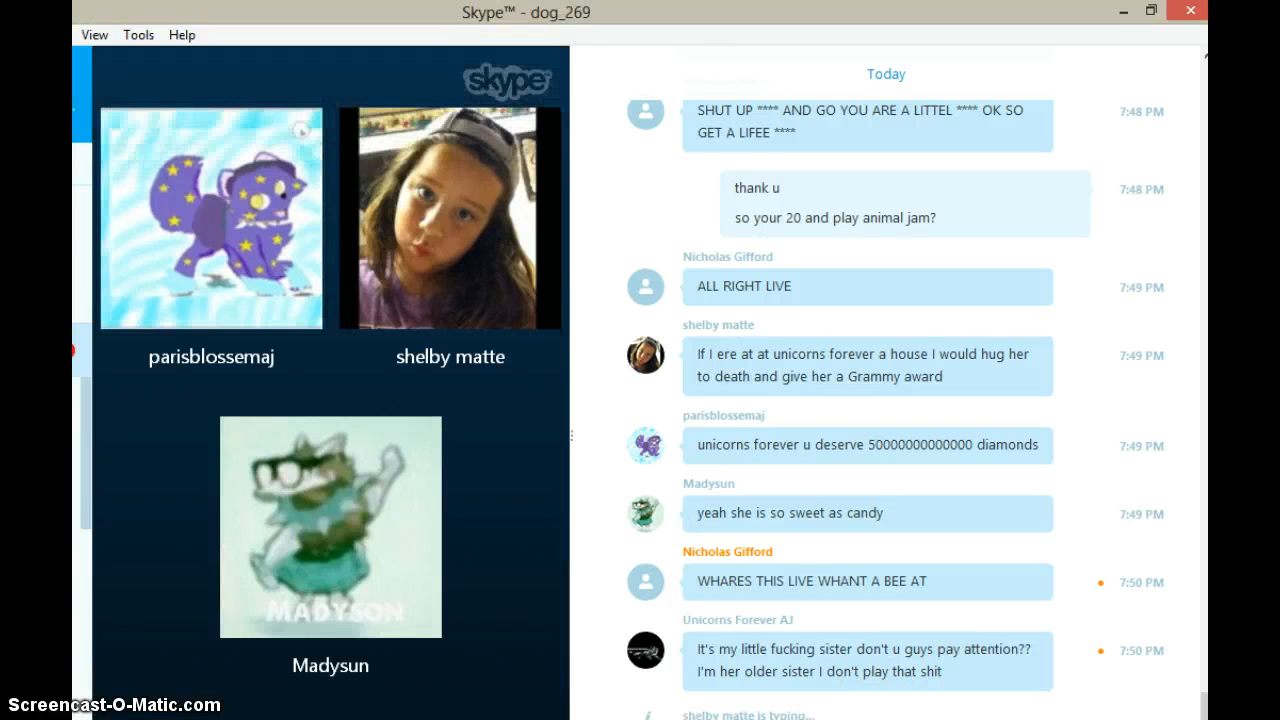 Skype™ - dog_269
View Tools Help
skype
Today
SHUT UP **** AND GO YOU ARE A LITTEL **** OK SO
GET A LIFEE ****
7:48 PM
thank u
7:48 PM
so your 20 and play animal jam?
Nicholas Gifford
ALL RIGHT LIVE
7:49 PM
shelby matte
If I ere at at unicorns forever a house I would hug her
to death and give her a Grammy award
7:49 PM
parisblossemaj
unicorns forever u deserve 50000000000000 diamonds
7:49 PM
Madysun
yeah she is so sweet as candy
7:49 PM
Nicholas Gifford
WHARES THIS LIVE WHANT A BEE AT
7:50 PM
Unicorns Forever AJ
It's my little fucking sister don't u guys pay attention??
I'm her older sister I don't play that shit
7:50 PM
shelby matte is typing...
parisblossemaj
shelby matte
MADYSON
Madysun
Screencast-O-Matic.com